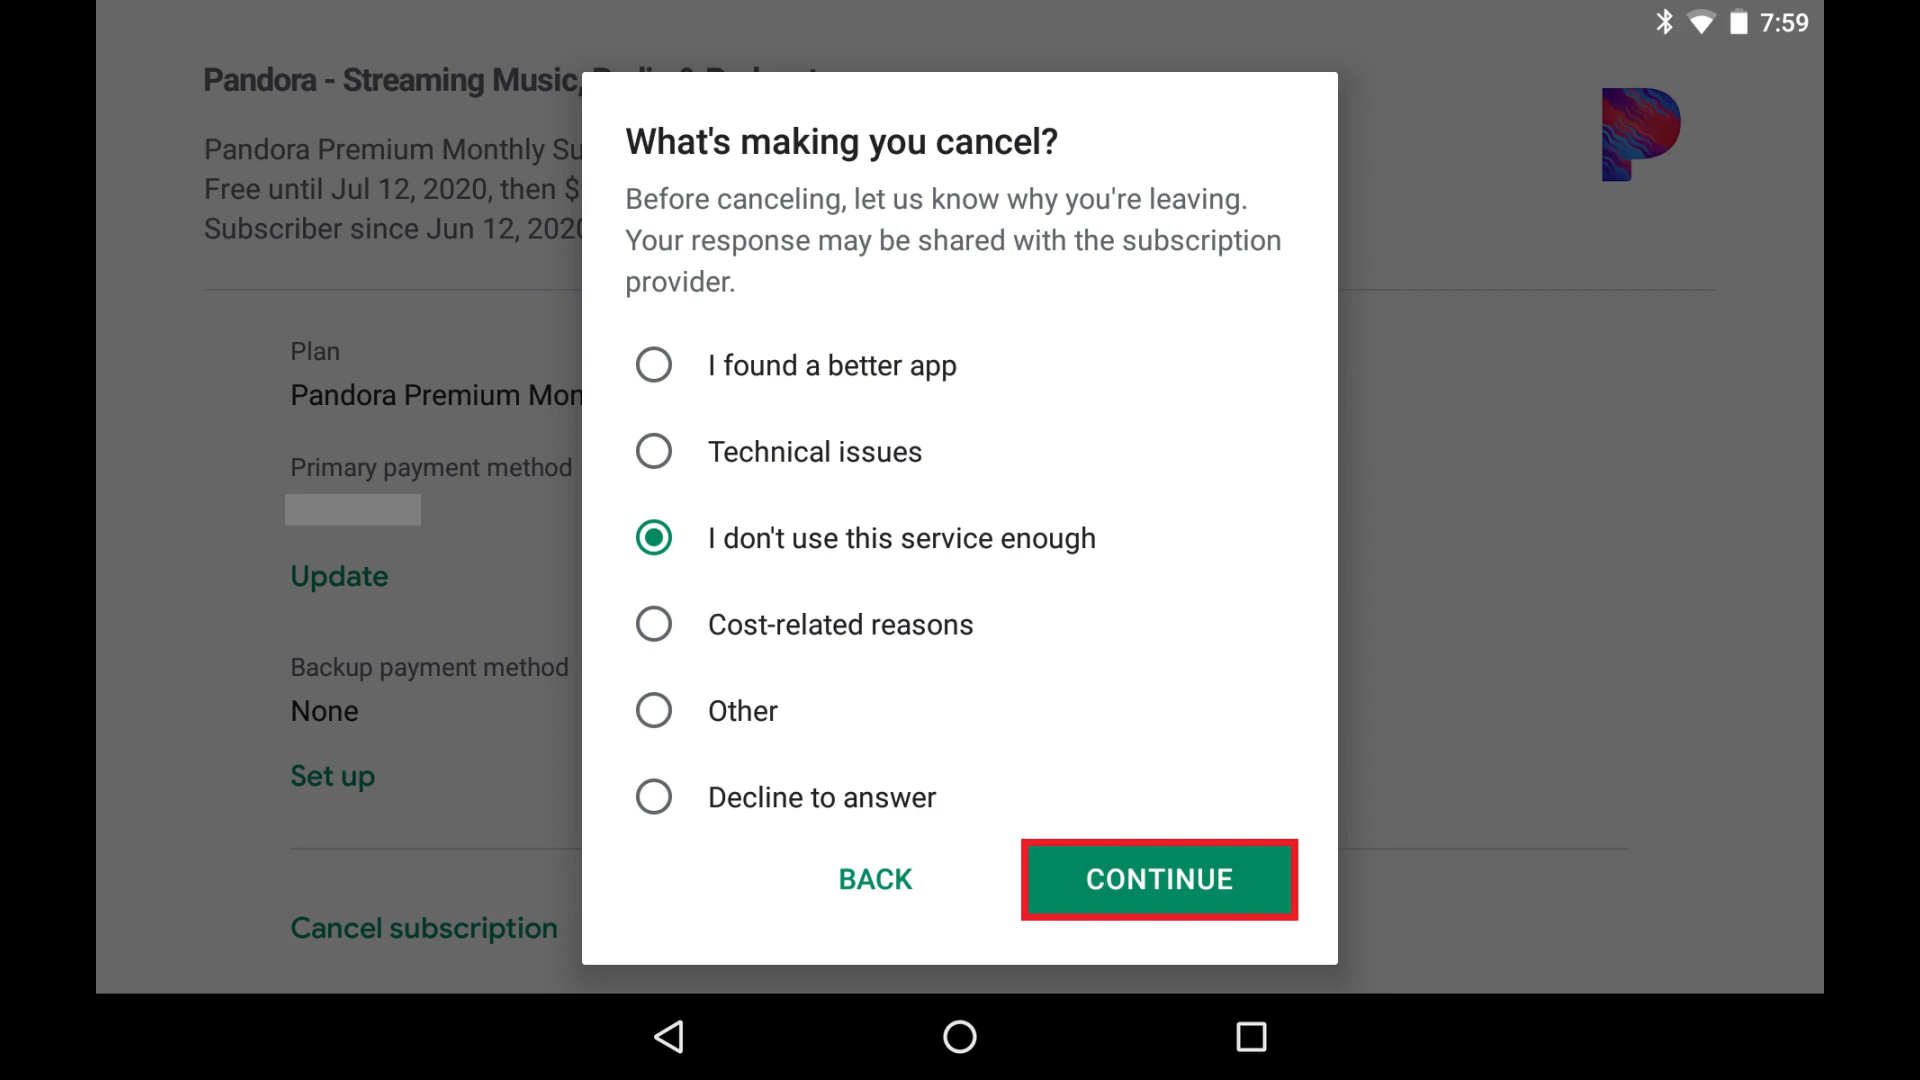 7:59
Pandora - Streaming Music,
Pandora Premium Monthly Su
Free until Jul 12, 2020, then $
Subscriber since Jun 12, 2020
Plan
Pandora Premium Mon
Primary payment method
Update
Backup payment method
None
Set up
Cancel subscription
What's making you cancel?
Before canceling, let us know why you're leaving.
Your response may be shared with the subscription
provider.
I found a better app
Technical issues
I don't use this service enough
Cost-related reasons
Other
Decline to answer
BACK CONTINUE